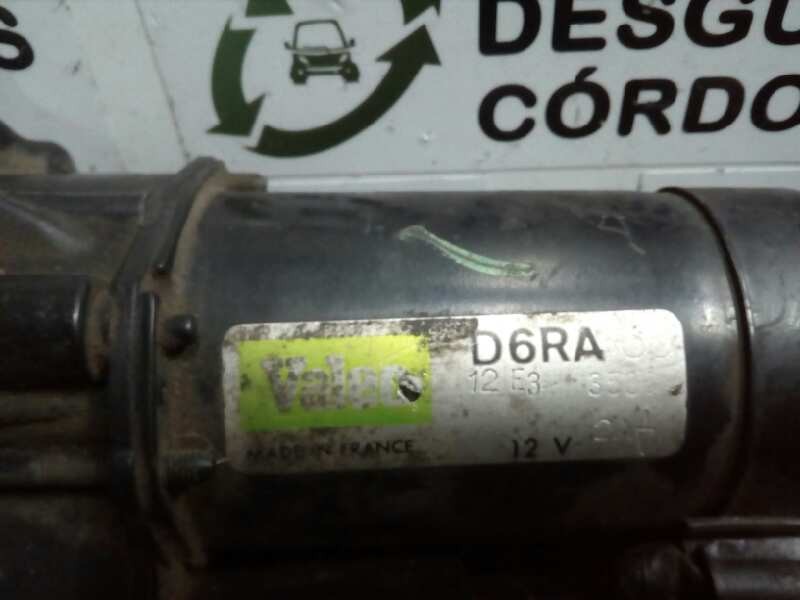 S
DESGU
CÓRDO
Valeo
D6RA
12 E3
MADE IN FRANCE
12 V